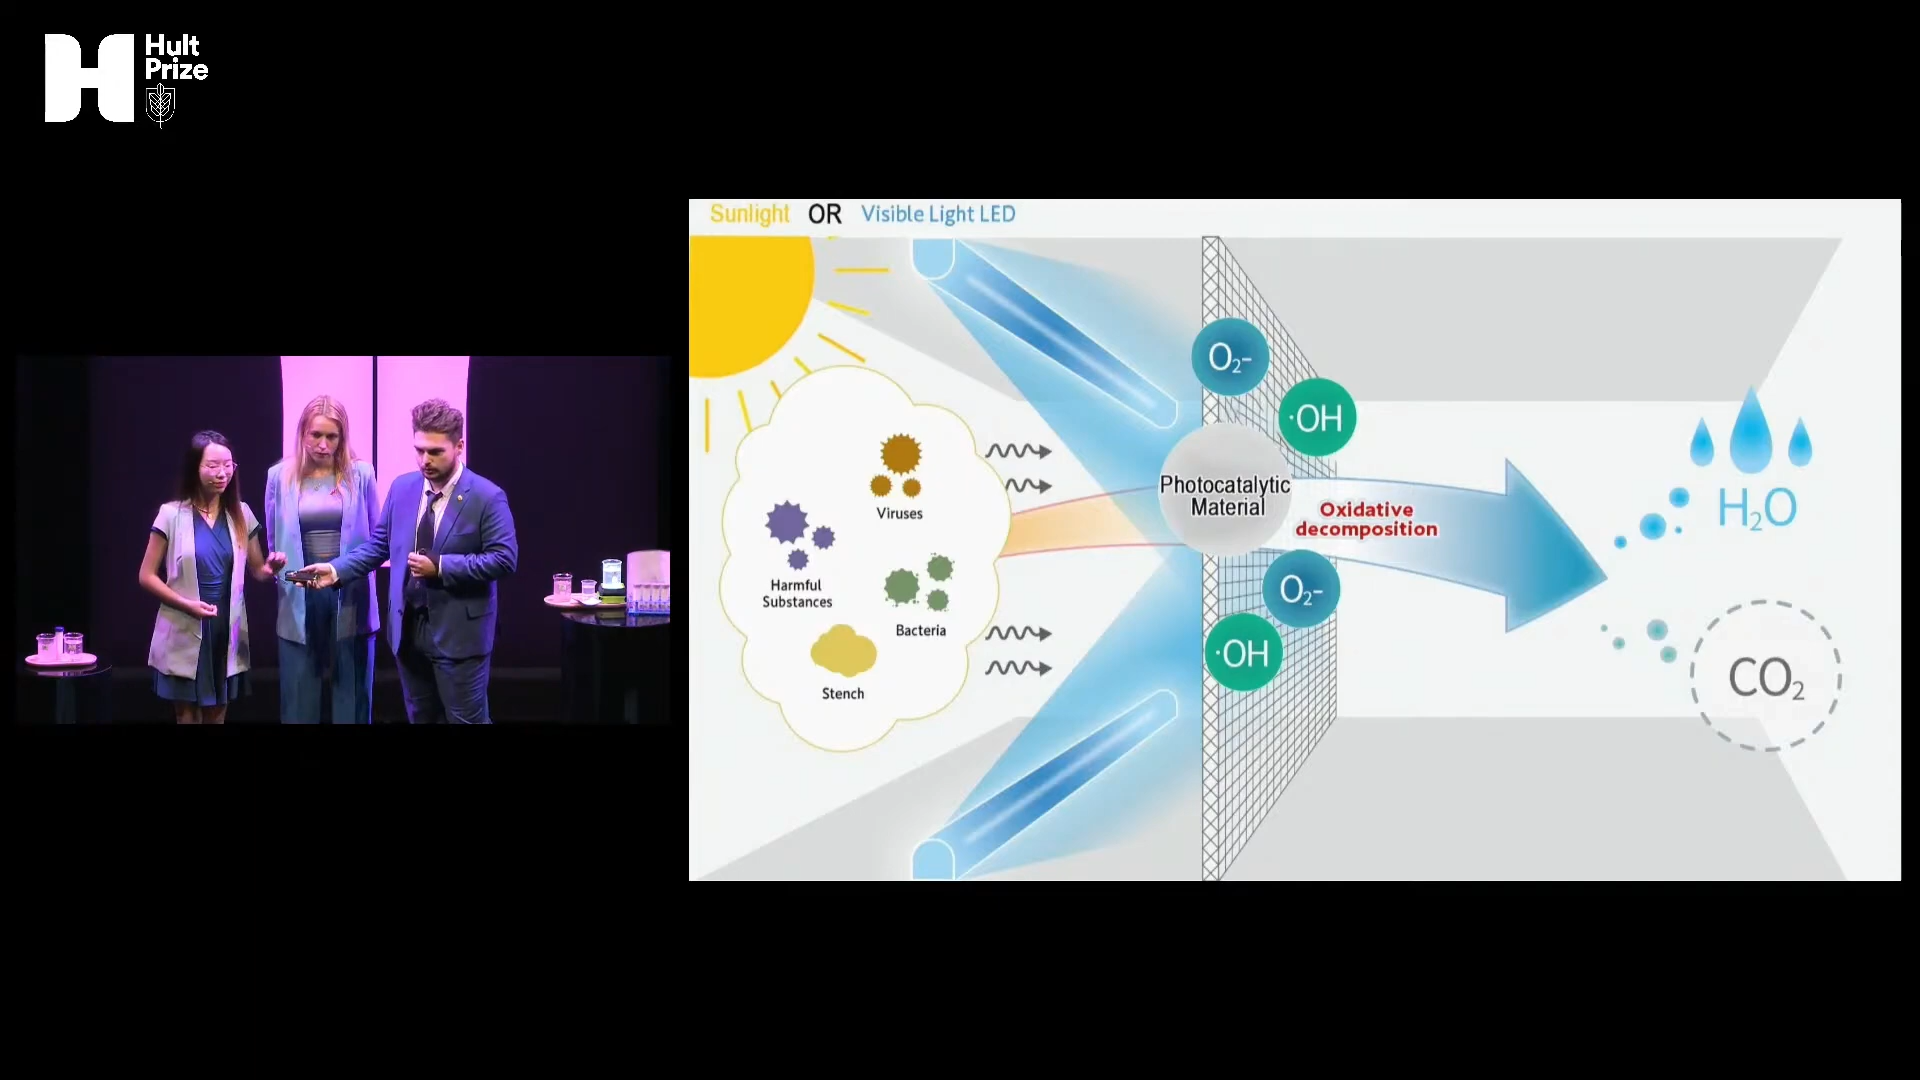 Hult
Prize
Sunlight OR Visible Light LED
O₂-
·OH
Viruses
Photocatalytic
Material
Oxidative
decomposition
H₂O
Harmful
Substances
O₂-
Bacteria
·OH
CO₂
Stench